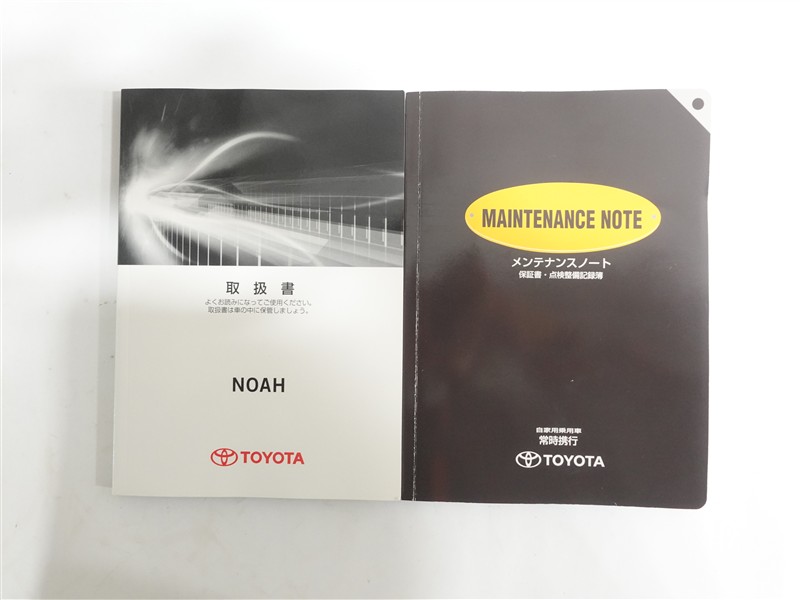 取扱書
よくお読みになってご使用ください。
取扱書は車の中に保管しましょう。
NOAH
TOYOTA
MAINTENANCE NOTE
メンテナンスノート
保証書・点検整備記録簿
自家用乗用車
常時携行
TOYOTA